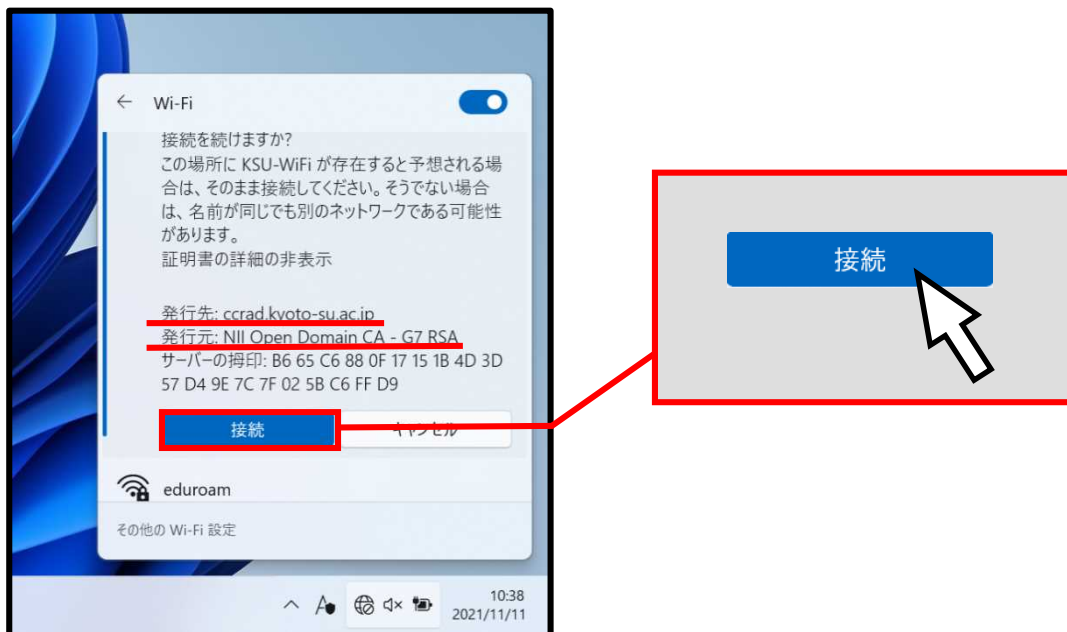 ← Wi-Fi
接続を続けますか?
この場所に KSU-WiFi が存在すると予想される場
合は、そのまま接続してください。そうでない場合
は、名前が同じでも別のネットワークである可能性
があります。
証明書の詳細の非表示
発行先: ccrad.kyoto-su.ac.jp
発行元: NII Open Domain CA - G7 RSA
サーバーの拇印: B6 65 C6 88 0F 17 15 1B 4D 3D
57 D4 9E 7C 7F 02 5B C6 FF D9
接続 キャンセル
eduroam
その他の Wi-Fi 設定
A
10:38
2021/11/11
接続